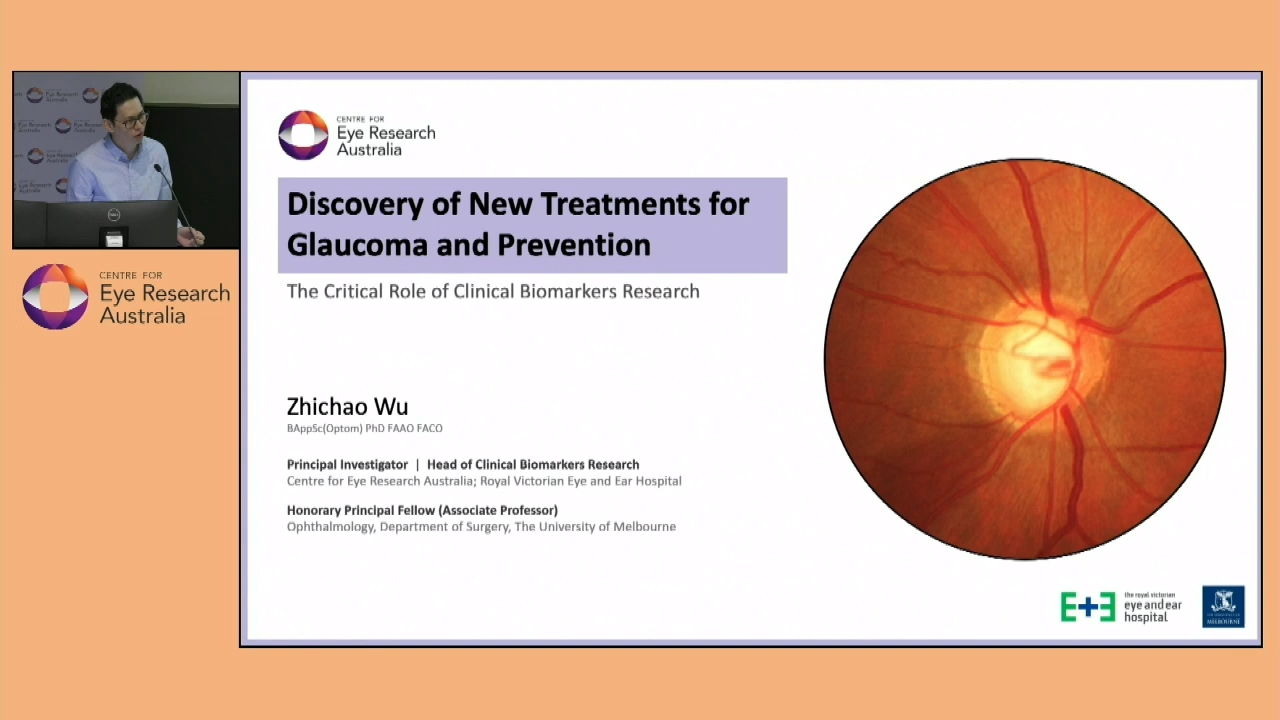 CENTRE FOR
Eye Research
Australia
CENTRE FOR
Eye Research
Australia
Discovery of New Treatments for
Glaucoma and Prevention
The Critical Role of Clinical Biomarkers Research
Zhichao Wu
BAppSc(Optom) PhD FAAO FACO
Principal Investigator | Head of Clinical Biomarkers Research
Centre for Eye Research Australia; Royal Victorian Eye and Ear Hospital
Honorary Principal Fellow (Associate Professor)
Ophthalmology, Department of Surgery, The University of Melbourne
E+E
the royal victorian
eye and ear
hospital
MELBOURNE